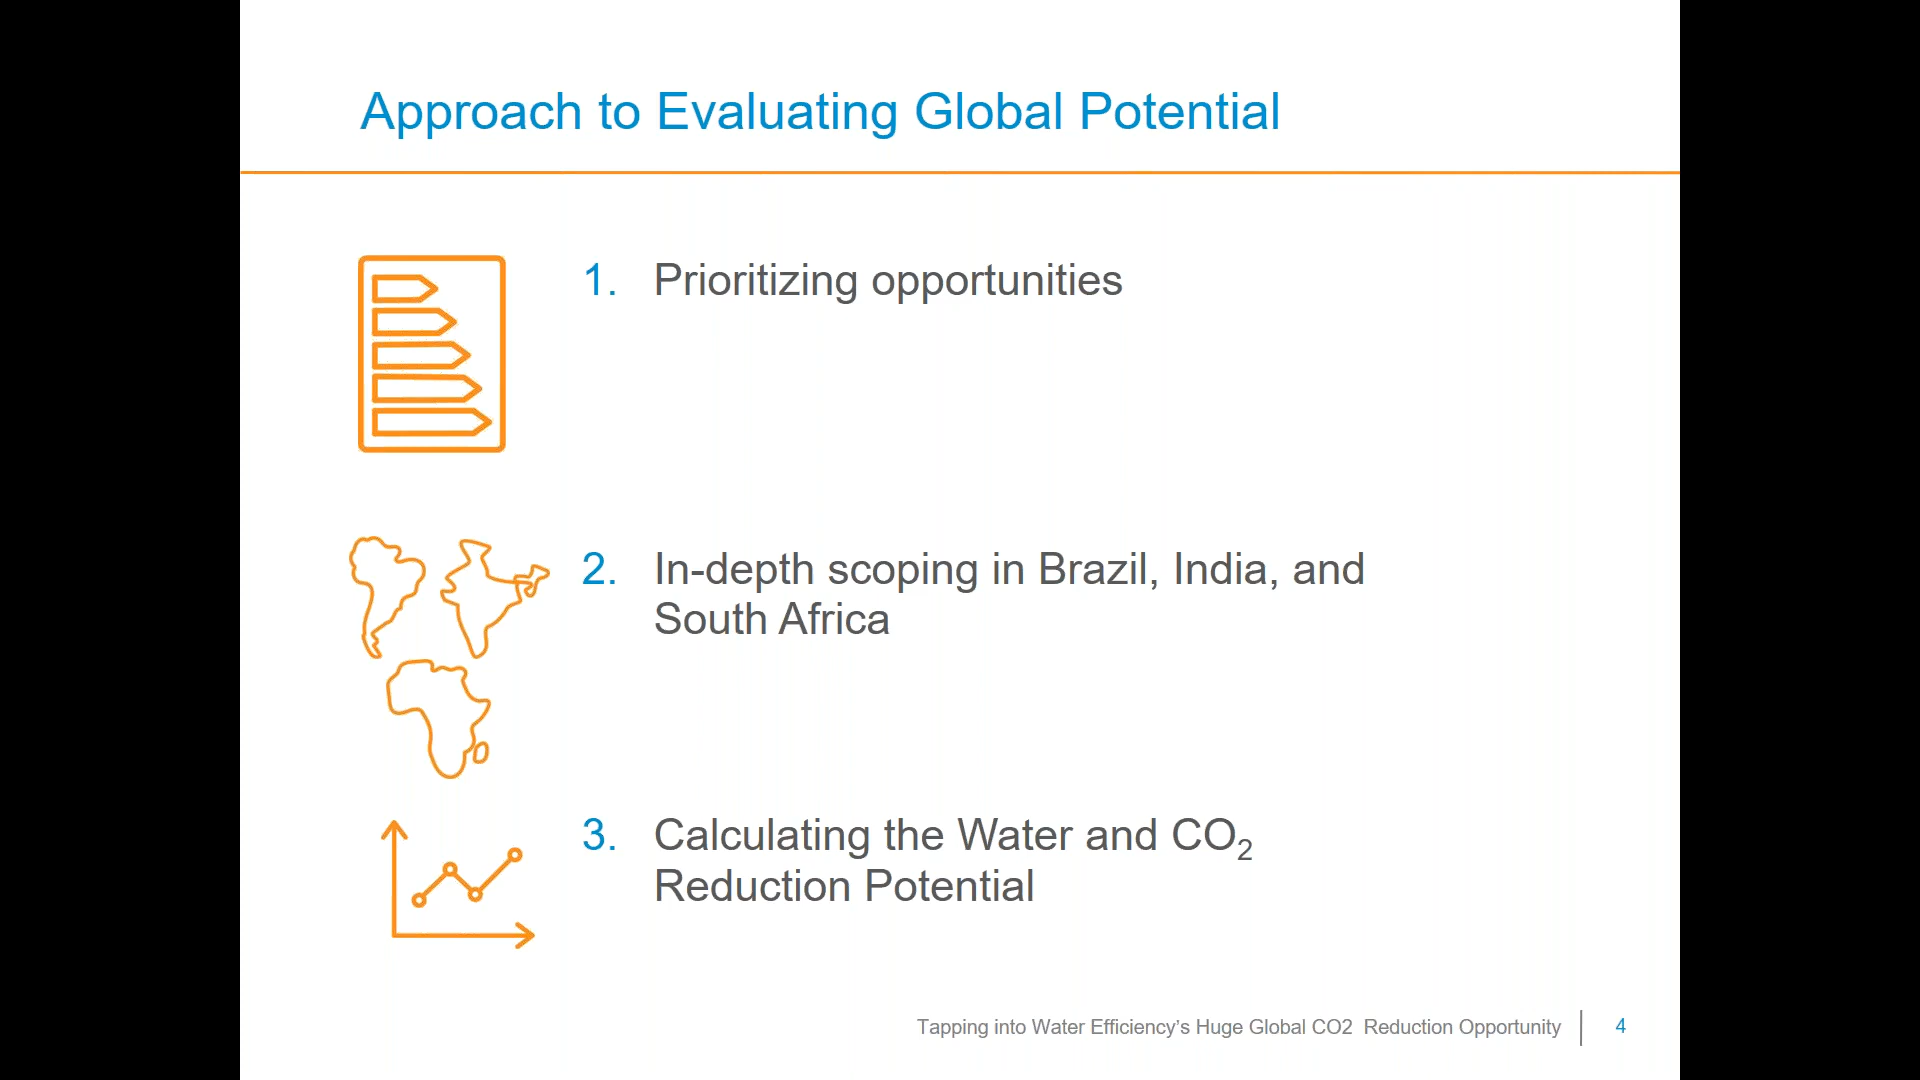 Approach to Evaluating Global Potential
1. Prioritizing opportunities
2. In-depth scoping in Brazil, India, and
South Africa
3. Calculating the Water and CO₂
Reduction Potential
Tapping into Water Efficiency’s Huge Global CO2  Reduction Opportunity
4